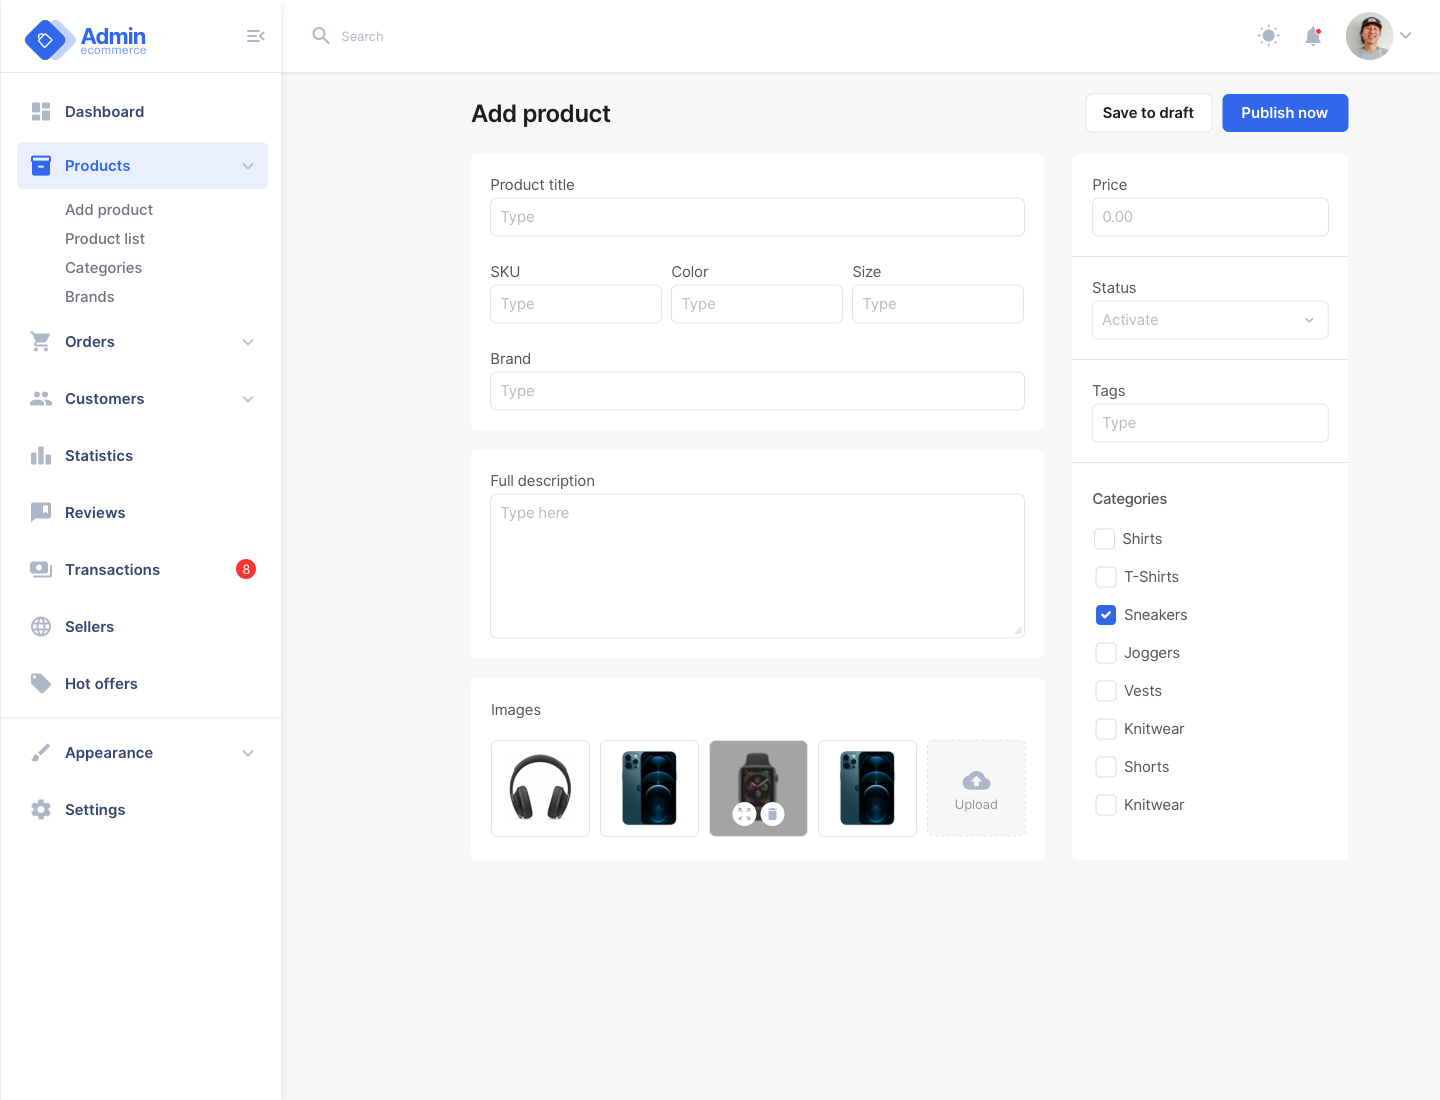 Admin
ecommerce
Search
Dashboard
Products
Add product
Product list
Categories
Brands
Orders
Customers
Statistics
Reviews
Transactions
8
Sellers
Hot offers
Appearance
Settings
Add product
Save to draft
Publish now
Product title
Type
SKU
Color
Size
Type
Type
Type
Brand
Type
Full description
Type here
Images
Upload
Price
0.00
Status
Activate
Tags
Type
Categories
Shirts
T-Shirts
Sneakers
Joggers
Vests
Knitwear
Shorts
Knitwear